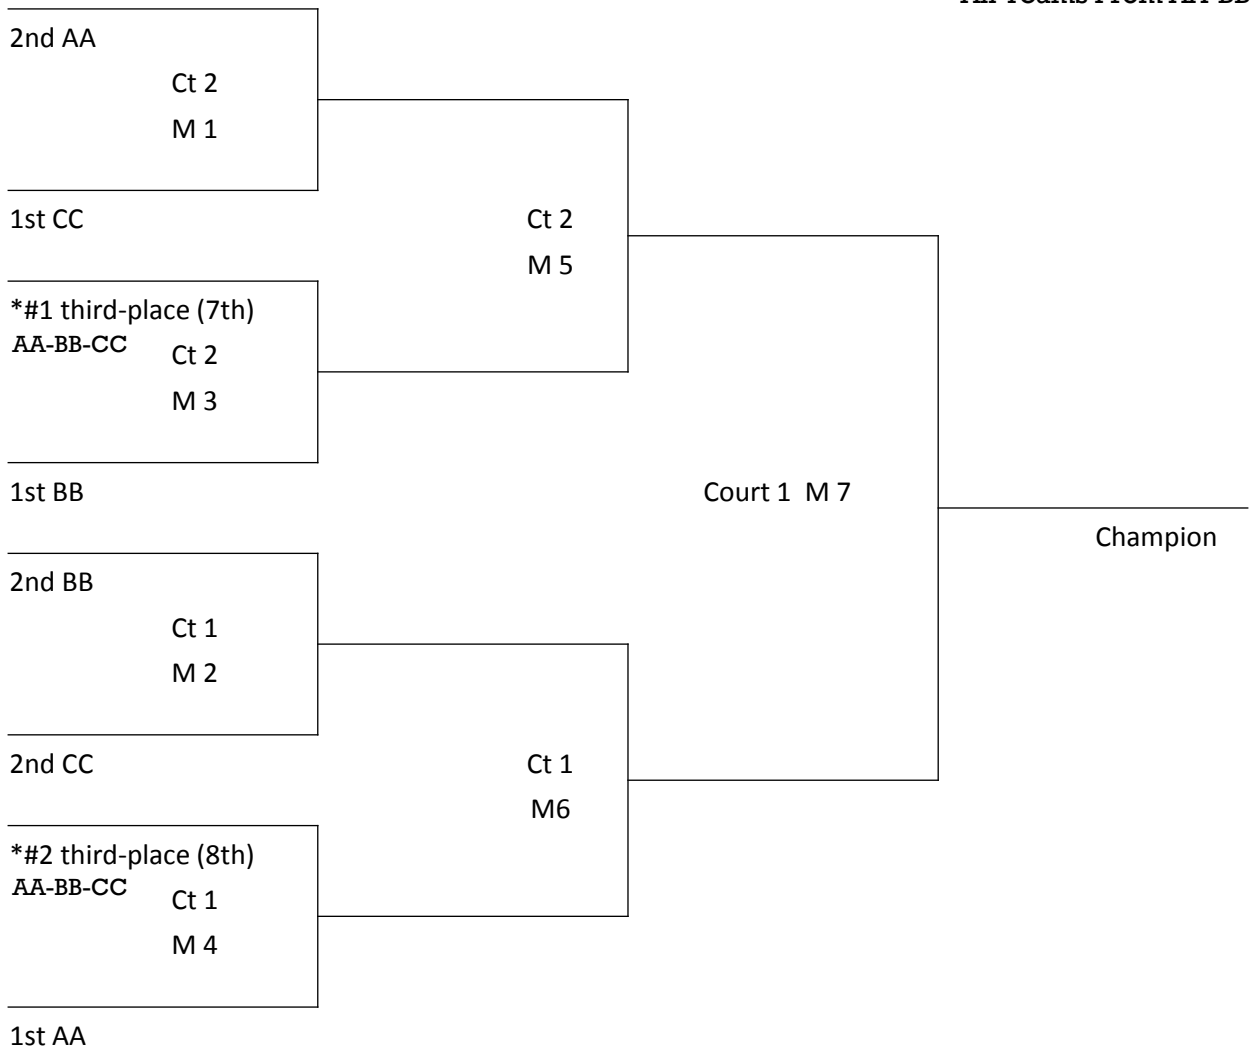 2nd AA
Ct 2
M 1
1st CC
Ct 2
M 5
*#1 third-place (7th)
AA-BB-CC
Ct 2
M 3
1st BB
Court 1  M 7
Champion
2nd BB
Ct 1
M 2
2nd CC
Ct 1
M6
*#2 third-place (8th)
AA-BB-CC
Ct 1
M 4
1st AA